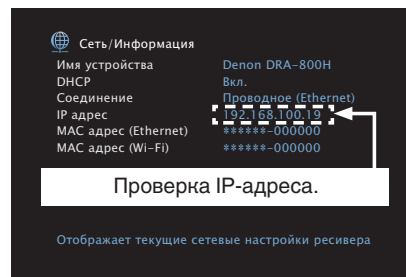 Сеть/Информация
Имя устройства Denon DRA-800H
DHCP Вкл.
Соединение Проводное (Ethernet)
IP адрес 192.168.100.19
MAC адрес (Ethernet) ******-000000
MAC адрес (Wi-Fi) ******-000000
Проверка IP-адреса.
Отображает текущие сетевые настройки ресивера